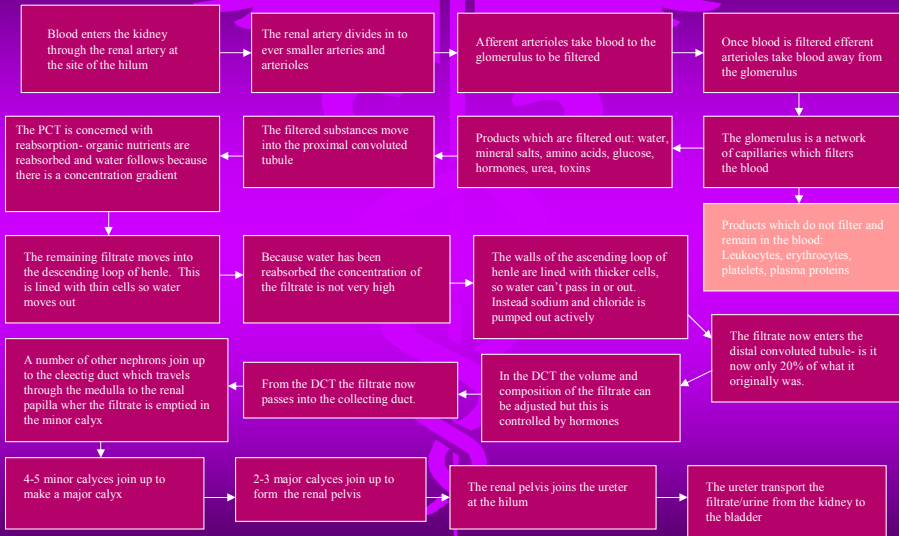 Blood enters the kidney
through the renal artery at
the site of the hilum
The renal artery divides in to
ever smaller arteries and
arterioles
Afferent arterioles take blood to the
glomerulus to be filtered
Once blood is filtered efferent
arterioles take blood away from
the glomerulus
The glomerulus is a network
of capillaries which filters
the blood
Products which do not filter and
remain in the blood:
Leukocytes, erythrocytes,
platelets, plasma proteins
Products which are filtered out: water,
mineral salts, amino acids, glucose,
hormones, urea, toxins
The filtered substances move
into the proximal convoluted
tubule
The PCT is concerned with
reabsorption- organic nutrients are
reabsorbed and water follows because
there is a concentration gradient
The remaining filtrate moves into
the descending loop of henle. This
is lined with thin cells so water
moves out
Because water has been
reabsorbed the concentration of
the filtrate is not very high
The walls of the ascending loop of
henle are lined with thicker cells,
so water can't pass in or out.
Instead sodium and chloride is
pumped out actively
The filtrate now enters the
distal convoluted tubule- is it
now only 20% of what it
originally was.
In the DCT the volume and
composition of the filtrate can
be adjusted but this is
controlled by hormones
From the DCT the filtrate now
passes into the collecting duct.
A number of other nephrons join up
to the cleectig duct which travels
through the medulla to the renal
papilla wher the filtrate is emptied in
the minor calyx
4-5 minor calyces join up to
make a major calyx
2-3 major calyces join up to
form the renal pelvis
The renal pelvis joins the ureter
at the hilum
The ureter transport the
filtrate/urine from the kidney to
the bladder